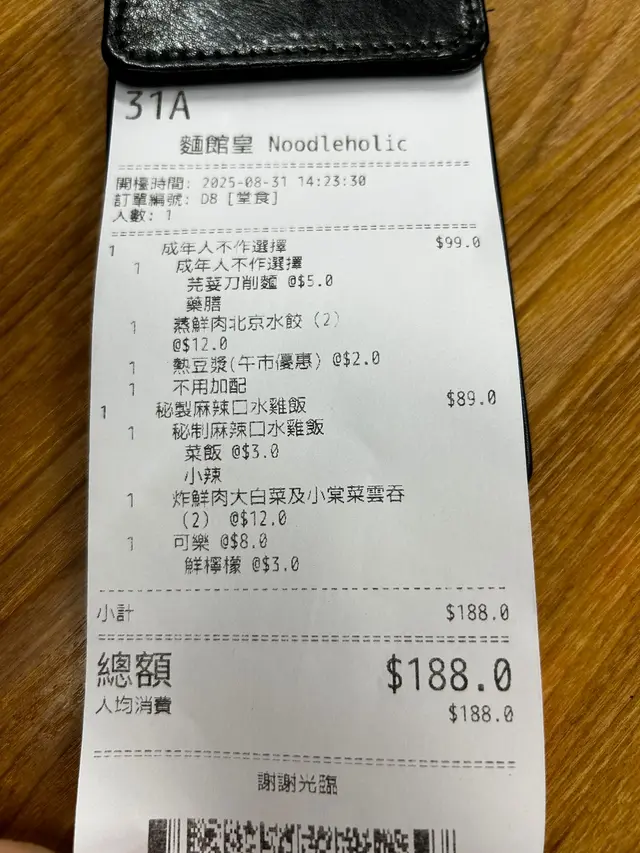 31A
麵館皇 Noodleholic
開檯時間: 2025-08-31 14:23:30
訂單編號: D8 [堂食]
人數: 1
1 成年人不作選擇 $99.0
1 成年人不作選擇
芫荽刀削麵 @$5.0
藥膳
1 蒸鮮肉北京水餃 (2)
@$12.0
1 熱豆漿(午市優惠) @$2.0
1 不用加配
1 秘製麻辣口水雞飯 $89.0
1 秘制麻辣口水雞飯
菜飯 @$3.0
小辣
1 炸鮮肉大白菜及小棠菜雲吞
(2) @$12.0
1 可樂 @$8.0
鮮檸檬 @$3.0
小計 $188.0
總額 $188.0
人均消費 $188.0
謝謝光臨